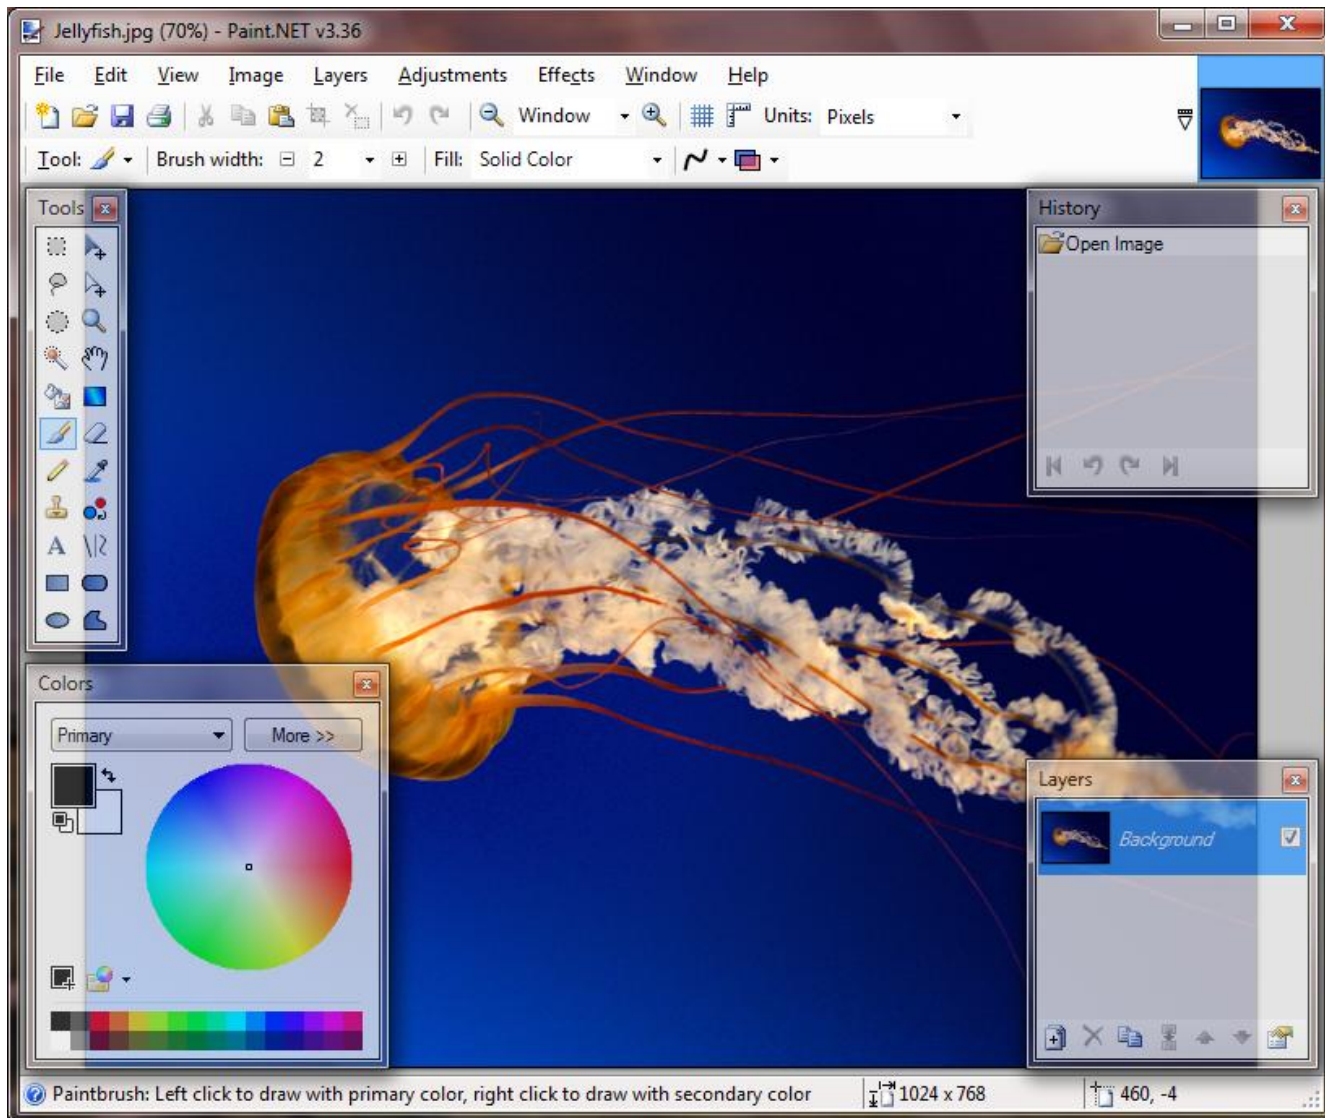 Jellyfish.jpg (70%) - Paint.NET v3.36
File Edit View Image Layers Adjustments Effects Window Help
Window Units: Pixels
Tool: Brush width: 2 Fill: Solid Color
Tools
History
Open Image
A
Colors
Primary More >>
Layers
Background
Paintbrush: Left click to draw with primary color, right click to draw with secondary color 1024 x 768 460, -4